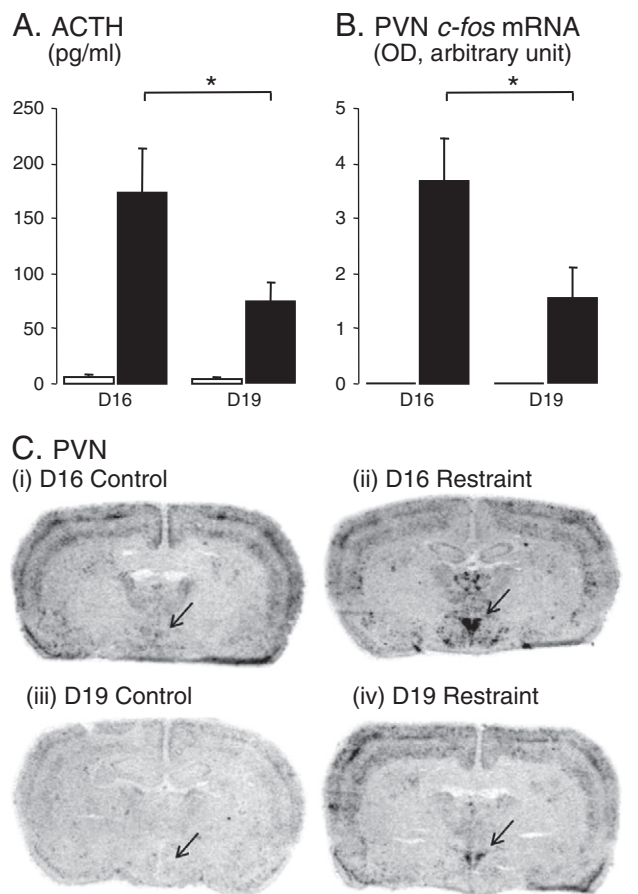 A. ACTH
(pg/ml)
250
200
150
100
50
0
*
D16
D19
B. PVN c-fos mRNA
(OD, arbitrary unit)
5
4
3
2
1
0
*
D16
D19
C. PVN
(i) D16 Control
(ii) D16 Restraint
(iii) D19 Control
(iv) D19 Restraint